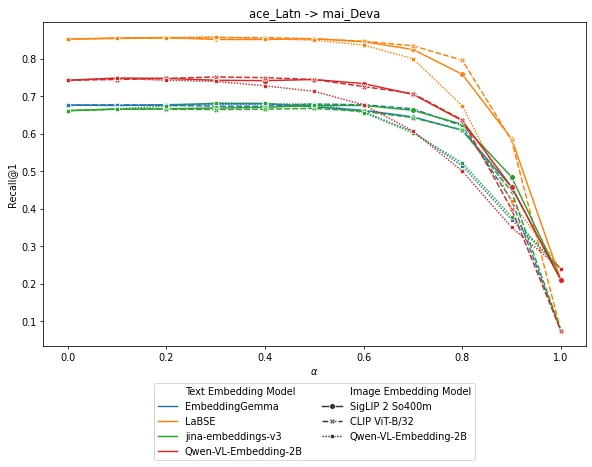 ace_Latn -> mai_Deva
Recall@1
0.8
0.7
0.6
0.5
0.4
0.3
0.2
0.1
0.0 0.2 0.4 0.6 0.8 1.0
α
Text Embedding Model Image Embedding Model
EmbeddingGemma SigLIP 2 So400m
LaBSE CLIP ViT-B/32
jina-embeddings-v3 Qwen-VL-Embedding-2B
Qwen-VL-Embedding-2B